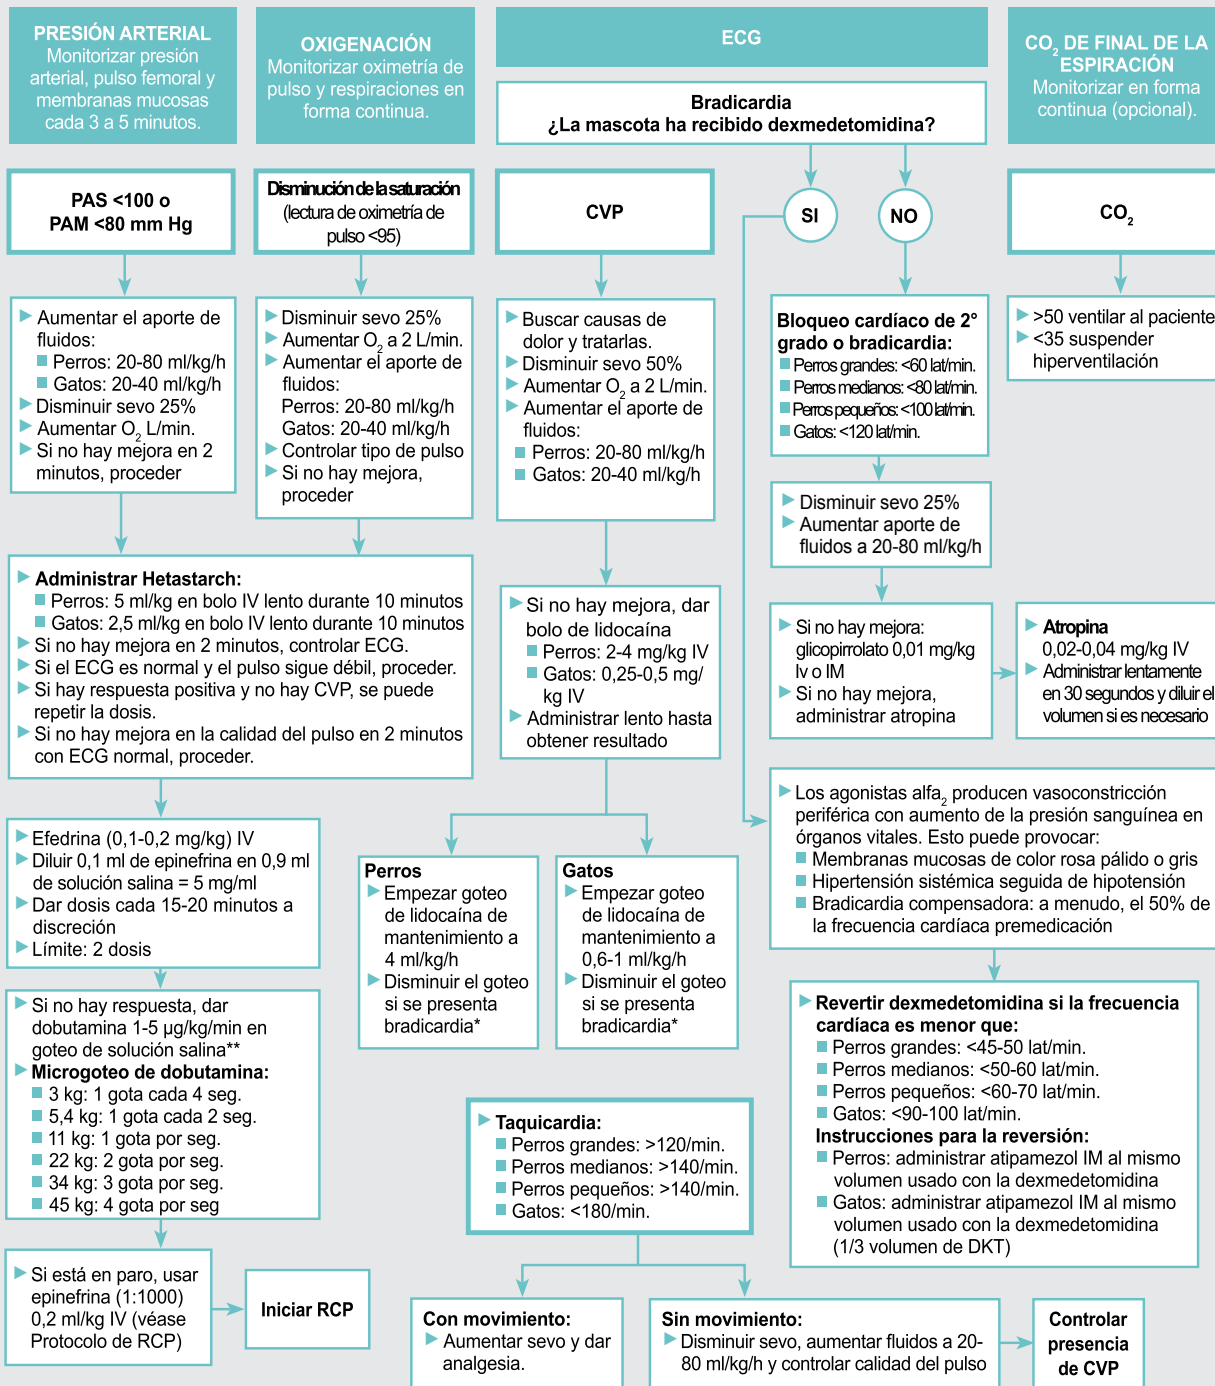 PRESIÓN ARTERIAL
Monitorizar presión
arterial, pulso femoral y
membranas mucosas
cada 3 a 5 minutos.
OXIGENACIÓN
Monitorizar oximetría de
pulso y respiraciones en
forma continua.
ECG
CO2 DE FINAL DE LA
ESPIRACIÓN
Monitorizar en forma
continua (opcional).
Bradicardia
¿La mascota ha recibido dexmedetomidina?
PAS <100 o
PAM <80 mm Hg
Disminución de la saturación
(lectura de oximetría de
pulso <95)
CVP
SI
NO
CO2
Aumentar el aporte de
fluidos:
Perros: 20-80 ml/kg/h
Gatos: 20-40 ml/kg/h
Disminuir sevo 25%
Aumentar O2 L/min.
Si no hay mejora en 2
minutos, proceder
Disminuir sevo 25%
Aumentar O2 a 2 L/min.
Aumentar el aporte de
fluidos:
Perros: 20-80 ml/kg/h
Gatos: 20-40 ml/kg/h
Controlar tipo de pulso
Si no hay mejora,
proceder
Buscar causas de
dolor y tratarlas.
Disminuir sevo 50%
Aumentar O2 a 2 L/min.
Aumentar el aporte de
fluidos:
Perros: 20-80 ml/kg/h
Gatos: 20-40 ml/kg/h
Bloqueo cardíaco de 2°
grado o bradicardia:
Perros grandes: <60 lat/min.
Perros medianos: <80 lat/min.
Perros pequeños: <100 lat/min.
Gatos: <120 lat/min.
>50 ventilar al paciente
<35 suspender
hiperventilación
Disminuir sevo 25%
Aumentar aporte de
fluidos a 20-80 ml/kg/h
Administrar Hetastarch:
Perros: 5 ml/kg en bolo IV lento durante 10 minutos
Gatos: 2,5 ml/kg en bolo IV lento durante 10 minutos
Si no hay mejora en 2 minutos, controlar ECG.
Si el ECG es normal y el pulso sigue débil, proceder.
Si hay respuesta positiva y no hay CVP, se puede
repetir la dosis.
Si no hay mejora en la calidad del pulso en 2 minutos
con ECG normal, proceder.
Si no hay mejora, dar
bolo de lidocaína
Perros: 2-4 mg/kg IV
Gatos: 0,25-0,5 mg/
kg IV
Administrar lento hasta
obtener resultado
Si no hay mejora:
glicopirrolato 0,01 mg/kg
Iv o IM
Si no hay mejora,
administrar atropina
Atropina
0,02-0,04 mg/kg IV
Administrar lentamente
en 30 segundos y diluir el
volumen si es necesario
Los agonistas alfa2 producen vasoconstricción
periférica con aumento de la presión sanguínea en
órganos vitales. Esto puede provocar:
Membranas mucosas de color rosa pálido o gris
Hipertensión sistémica seguida de hipotensión
Bradicardia compensadora: a menudo, el 50% de
la frecuencia cardíaca premedicación
Efedrina (0,1-0,2 mg/kg) IV
Diluir 0,1 ml de epinefrina en 0,9 ml
de solución salina = 5 mg/ml
Dar dosis cada 15-20 minutos a
discreción
Límite: 2 dosis
Perros
Empezar goteo
de lidocaína de
mantenimiento a
4 ml/kg/h
Disminuir el goteo
si se presenta
bradicardia*
Gatos
Empezar goteo
de lidocaína de
mantenimiento a
0,6-1 ml/kg/h
Disminuir el goteo
si se presenta
bradicardia*
Si no hay respuesta, dar
dobutamina 1-5 µg/kg/min en
goteo de solución salina**
Microgoteo de dobutamina:
3 kg: 1 gota cada 4 seg.
5,4 kg: 1 gota cada 2 seg.
11 kg: 1 gota por seg.
22 kg: 2 gota por seg.
34 kg: 3 gota por seg.
45 kg: 4 gota por seg
Revertir dexmedetomidina si la frecuencia
cardíaca es menor que:
Perros grandes: <45-50 lat/min.
Perros medianos: <50-60 lat/min.
Perros pequeños: <60-70 lat/min.
Gatos: <90-100 lat/min.
Instrucciones para la reversión:
Perros: administrar atipamezol IM al mismo
volumen usado con la dexmedetomidina
Gatos: administrar atipamezol IM al mismo
volumen usado con la dexmedetomidina
(1/3 volumen de DKT)
Taquicardia:
Perros grandes: >120/min.
Perros medianos: >140/min.
Perros pequeños: >140/min.
Gatos: <180/min.
Si está en paro, usar
epinefrina (1:1000)
0,2 ml/kg IV (véase
Protocolo de RCP)
Iniciar RCP
Con movimiento:
Aumentar sevo y dar
analgesia.
Sin movimiento:
Disminuir sevo, aumentar fluidos a 20-
80 ml/kg/h y controlar calidad del pulso
Controlar
presencia
de CVP